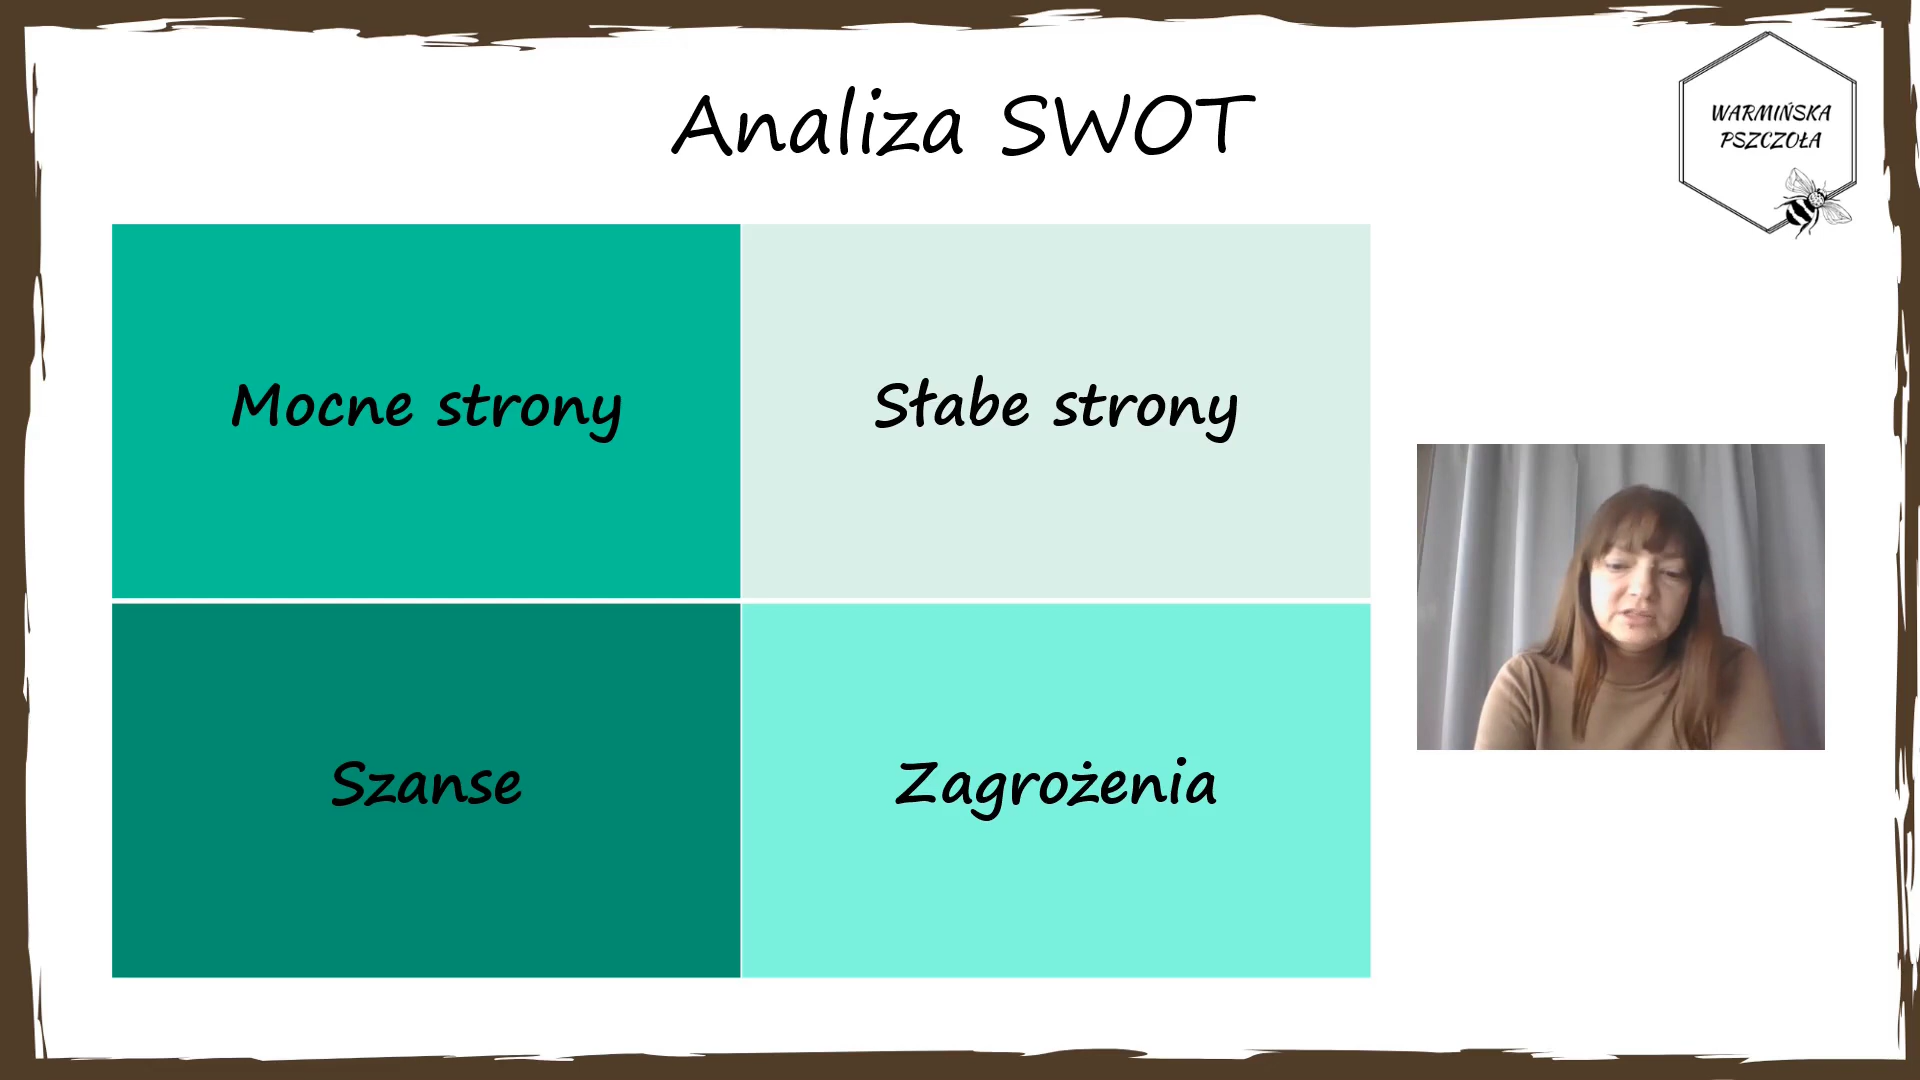 Analiza SWOT
WARMIŃSKA
PSZCZOŁA
Mocne strony
Słabe strony
Szanse
Zagrożenia